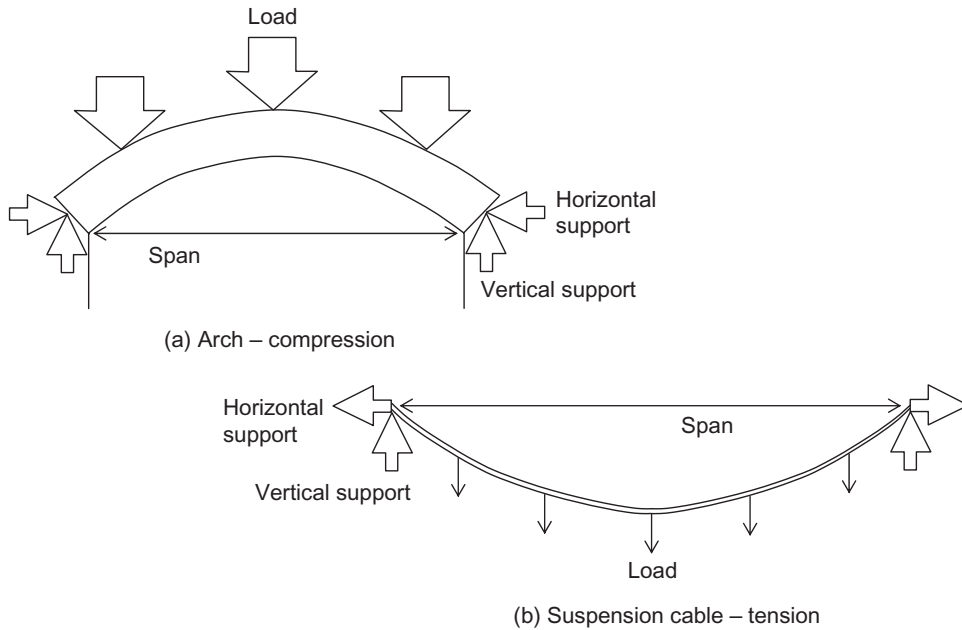 Load
Horizontal
support
Span
Vertical support
(a) Arch – compression
Horizontal
support
Span
Vertical support
Load
(b) Suspension cable – tension